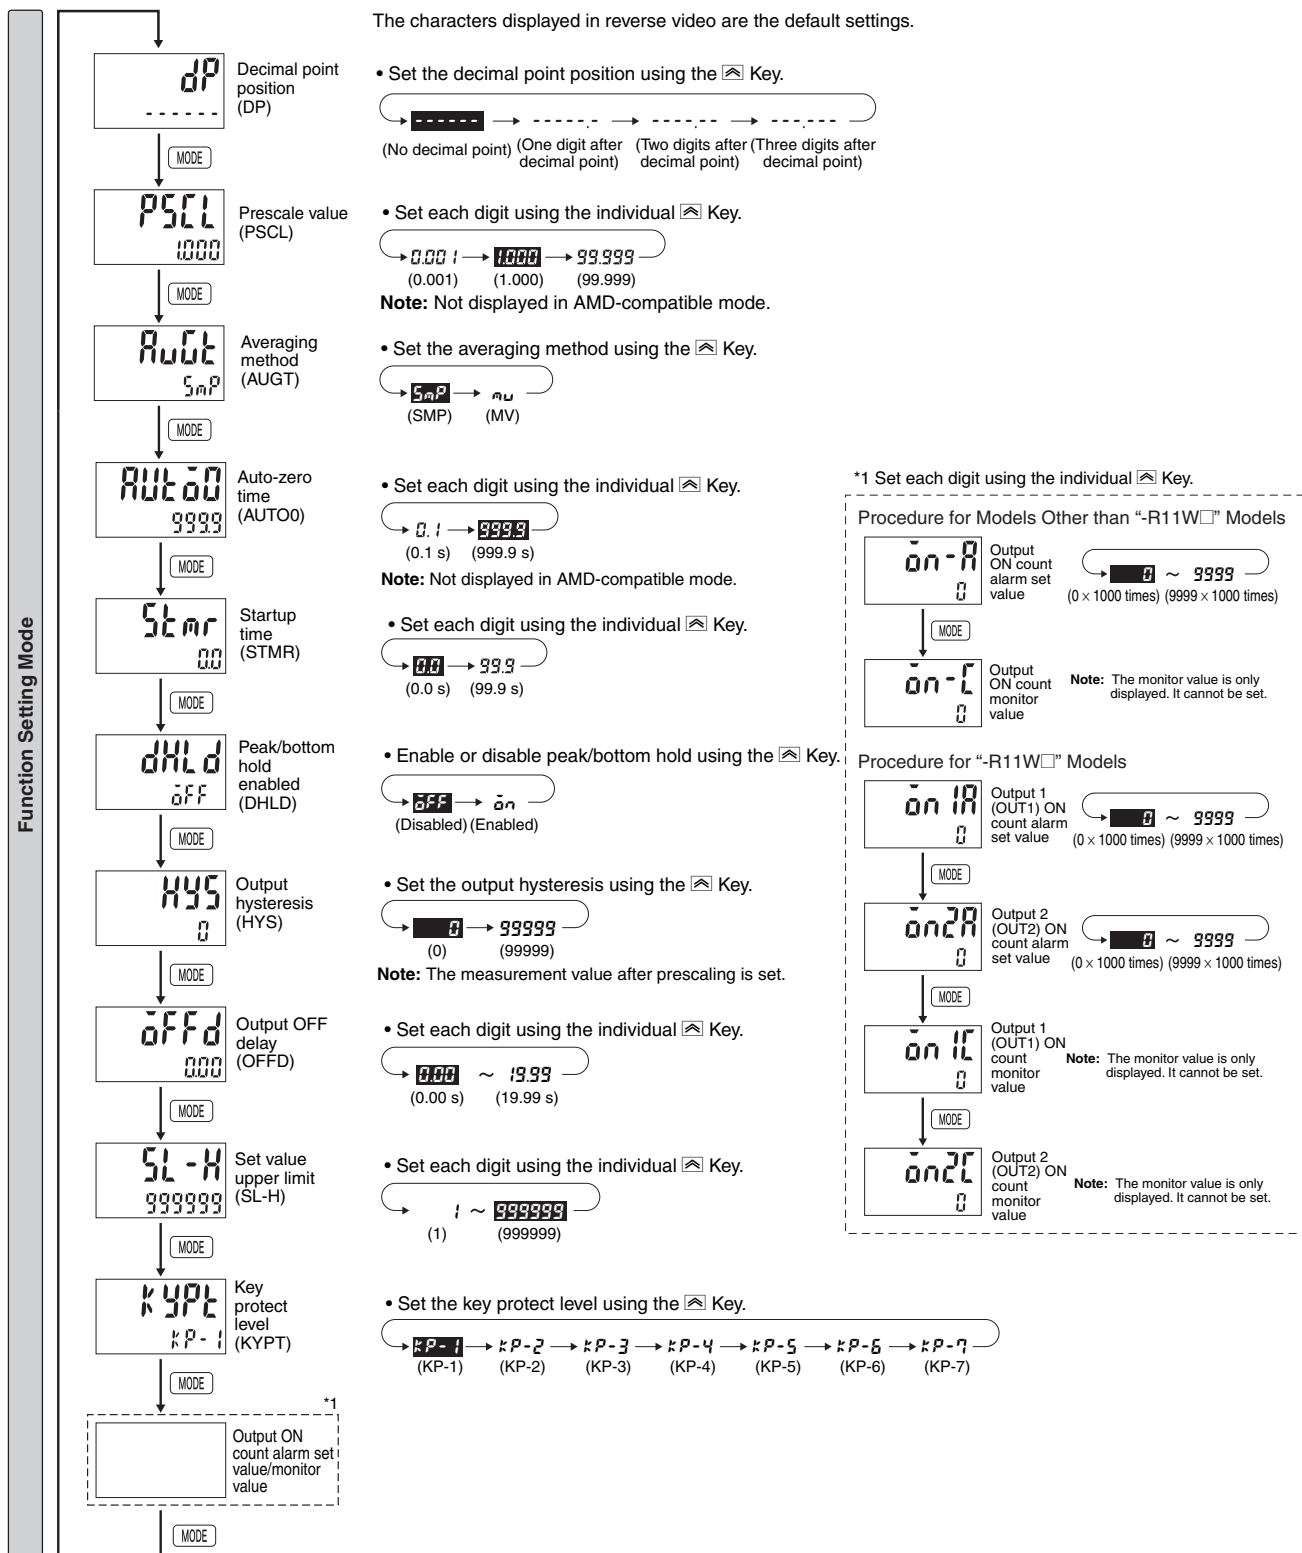 The characters displayed in reverse video are the default settings.
Function Setting Mode
dP
------
Decimal point
position
(DP)
• Set the decimal point position using the Key.
------ → -----.- → ----.-- → ---.---
(No decimal point) (One digit after decimal point) (Two digits after decimal point) (Three digits after decimal point)
MODE
PSCL
1.000
Prescale value
(PSCL)
• Set each digit using the individual Key.
0.001 → 1.000 → 99.999
(0.001) (1.000) (99.999)
Note: Not displayed in AMD-compatible mode.
MODE
AuGt
SmP
Averaging
method
(AUGT)
• Set the averaging method using the Key.
SmP → mu
(SMP) (MV)
MODE
AUto0
999.9
Auto-zero
time
(AUTO0)
• Set each digit using the individual Key.
0.1 → 999.9
(0.1 s) (999.9 s)
Note: Not displayed in AMD-compatible mode.
MODE
Stmr
0.0
Startup
time
(STMR)
• Set each digit using the individual Key.
0.0 → 99.9
(0.0 s) (99.9 s)
MODE
dHLd
oFF
Peak/bottom
hold
enabled
(DHLD)
• Enable or disable peak/bottom hold using the Key.
oFF → on
(Disabled) (Enabled)
MODE
HYS
0
Output
hysteresis
(HYS)
• Set the output hysteresis using the Key.
0 → 99999
(0) (99999)
Note: The measurement value after prescaling is set.
MODE
oFFd
0.00
Output OFF
delay
(OFFD)
• Set each digit using the individual Key.
0.00 ~ 19.99
(0.00 s) (19.99 s)
MODE
SL-H
999999
Set value
upper limit
(SL-H)
• Set each digit using the individual Key.
1 ~ 999999
(1) (999999)
MODE
KYPt
KP-1
Key
protect
level
(KYPT)
• Set the key protect level using the Key.
KP-1 → KP-2 → KP-3 → KP-4 → KP-5 → KP-6 → KP-7
(KP-1) (KP-2) (KP-3) (KP-4) (KP-5) (KP-6) (KP-7)
MODE
*1
Output ON
count alarm set
value/monitor
value
MODE
*1 Set each digit using the individual Key.
Procedure for Models Other than “-R11W□” Models
on-A
0
Output
ON count
alarm set
value
0 ~ 9999
(0 × 1000 times) (9999 × 1000 times)
MODE
on-C
0
Output
ON count
monitor
value
Note: The monitor value is only
displayed. It cannot be set.
Procedure for “-R11W□” Models
on1A
0
Output 1
(OUT1) ON
count alarm
set value
0 ~ 9999
(0 × 1000 times) (9999 × 1000 times)
MODE
on2A
0
Output 2
(OUT2) ON
count alarm
set value
0 ~ 9999
(0 × 1000 times) (9999 × 1000 times)
MODE
on1C
0
Output 1
(OUT1) ON
count
monitor
value
Note: The monitor value is only
displayed. It cannot be set.
MODE
on2C
0
Output 2
(OUT2) ON
count
monitor
value
Note: The monitor value is only
displayed. It cannot be set.